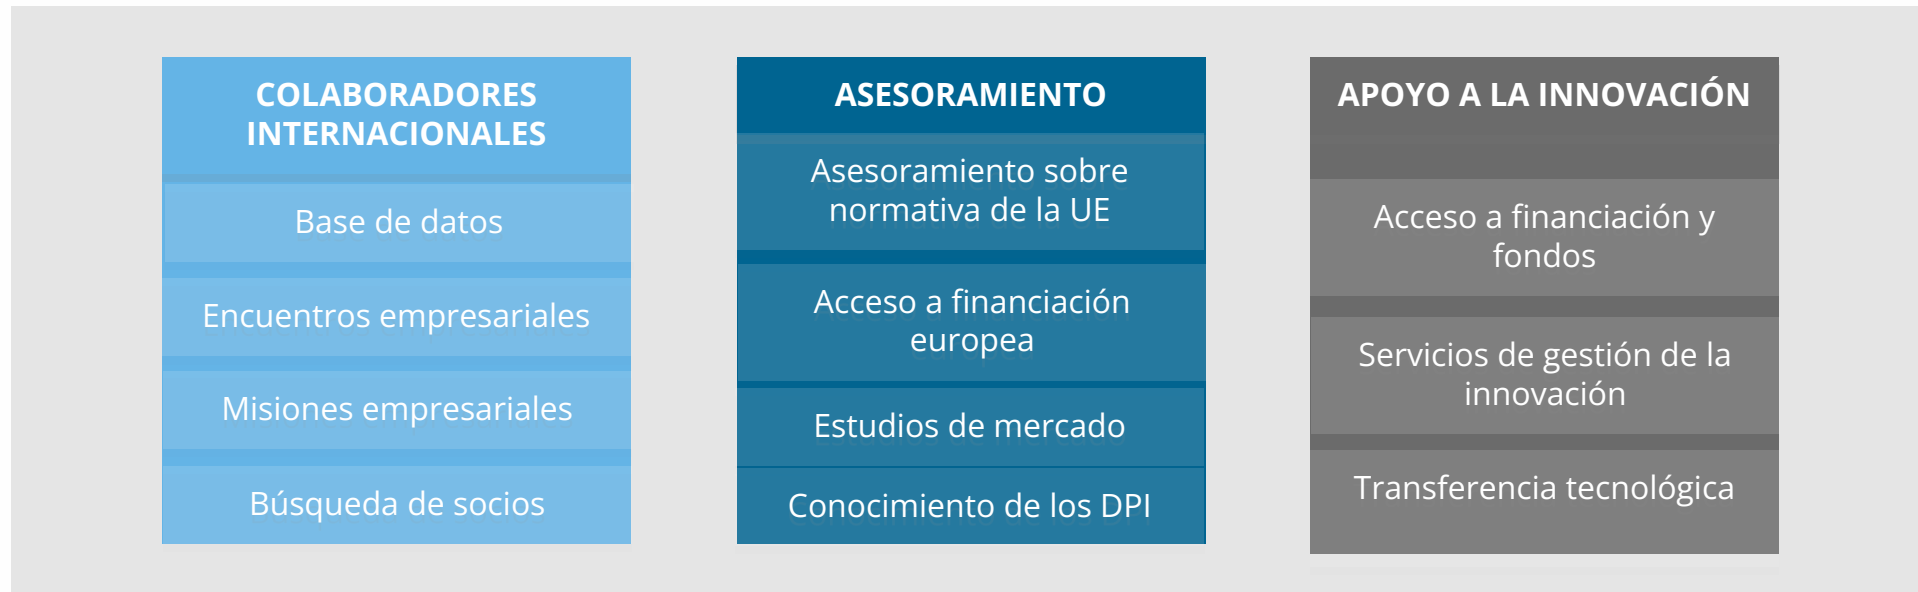 COLABORADORES
INTERNACIONALES
Base de datos
Encuentros empresariales
Misiones empresariales
Búsqueda de socios
ASESORAMIENTO
Asesoramiento sobre
normativa de la UE
Acceso a financiación
europea
Estudios de mercado
Conocimiento de los DPI
APOYO A LA INNOVACIÓN
Acceso a financiación y
fondos
Servicios de gestión de la
innovación
Transferencia tecnológica